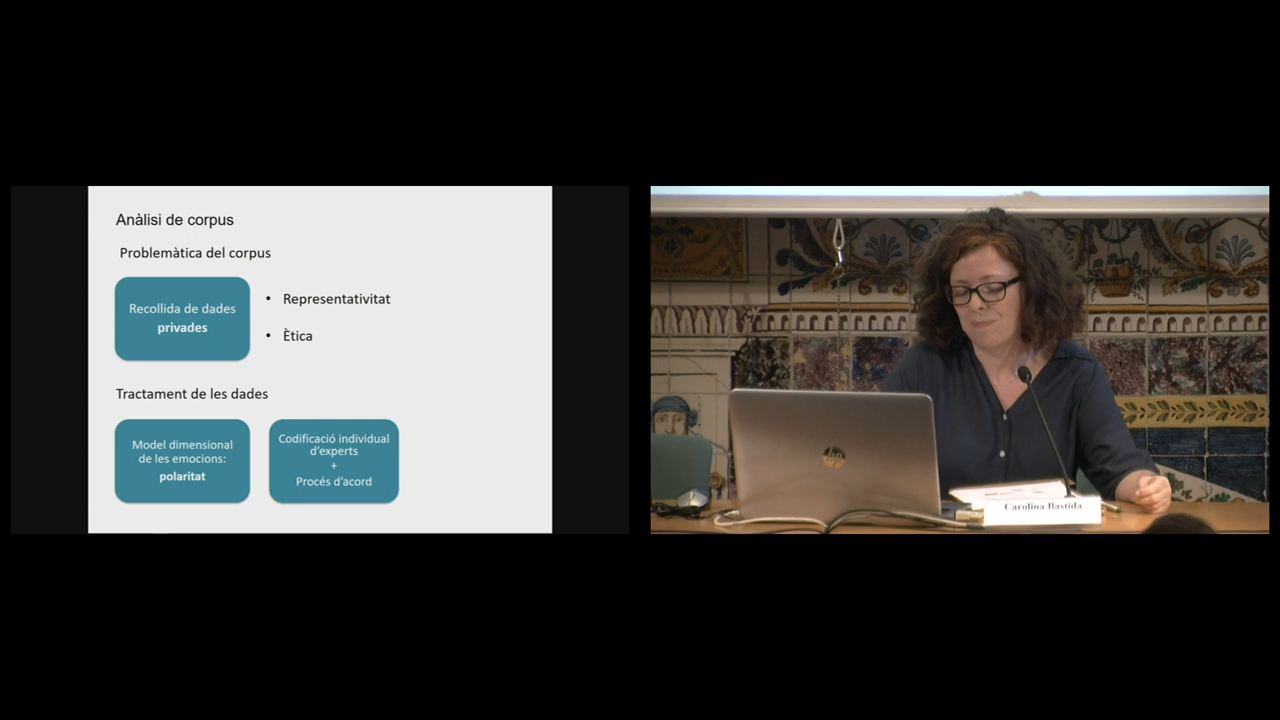 Anàlisi de corpus
Problemàtica del corpus
Recollida de dades
privades
• Representativitat
• Ètica
Tractament de les dades
Model dimensional
de les emocions:
polaritat
Codificació individual
d'experts
+
Procés d'acord
hp
Carolina Bastida